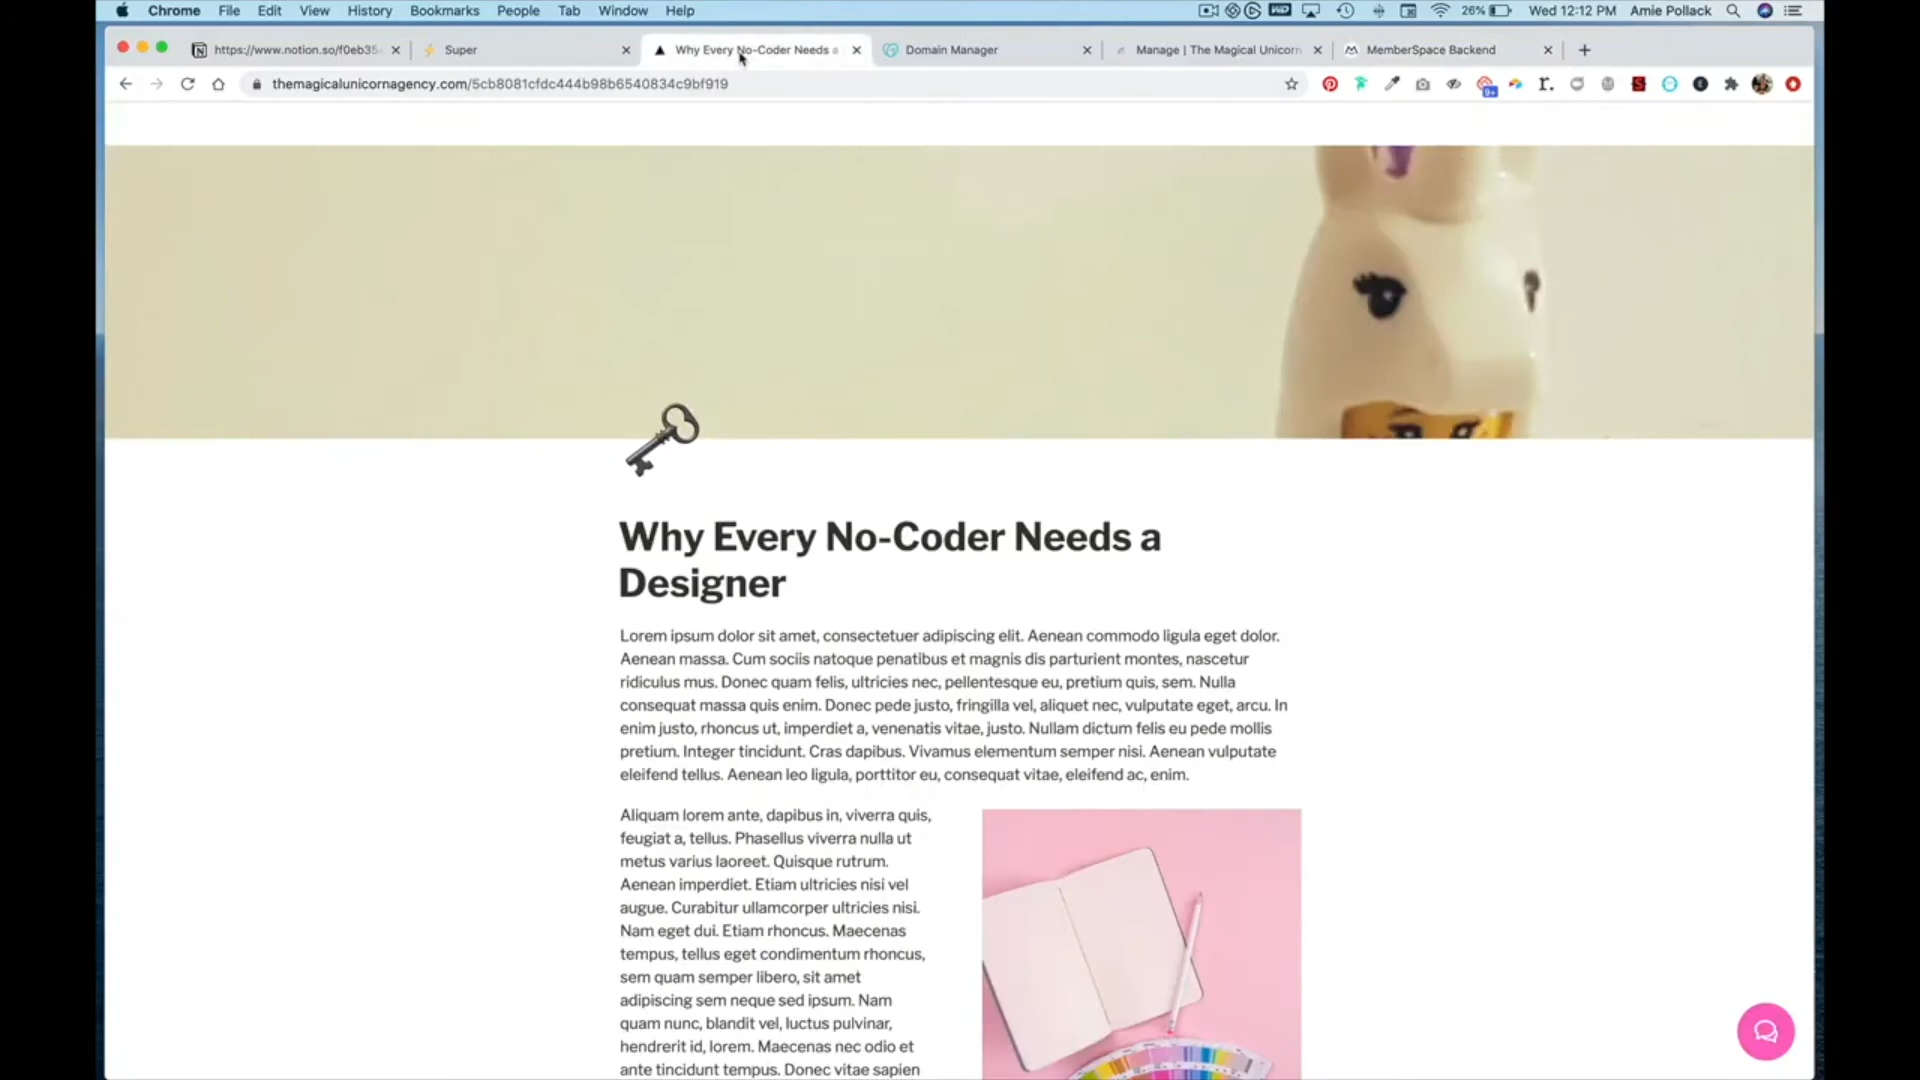 Chrome File Edit View History Bookmarks People Tab Window Help 26% Wed 12:12 PM Amie Pollack
https://www.notion.so/f0eb35 Super Why Every No-Coder Needs a Domain Manager Manage | The Magical Unicorn MemberSpace Backend
themagicalunicornagency.com/5cb8081cfdc444b98b6540834c9bf919
9+
Why Every No-Coder Needs a
Designer
Lorem ipsum dolor sit amet, consectetuer adipiscing elit. Aenean commodo ligula eget dolor.
Aenean massa. Cum sociis natoque penatibus et magnis dis parturient montes, nascetur
ridiculus mus. Donec quam felis, ultricies nec, pellentesque eu, pretium quis, sem. Nulla
consequat massa quis enim. Donec pede justo, fringilla vel, aliquet nec, vulputate eget, arcu. In
enim justo, rhoncus ut, imperdiet a, venenatis vitae, justo. Nullam dictum felis eu pede mollis
pretium. Integer tincidunt. Cras dapibus. Vivamus elementum semper nisi. Aenean vulputate
eleifend tellus. Aenean leo ligula, porttitor eu, consequat vitae, eleifend ac, enim.
Aliquam lorem ante, dapibus in, viverra quis,
feugiat a, tellus. Phasellus viverra nulla ut
metus varius laoreet. Quisque rutrum.
Aenean imperdiet. Etiam ultricies nisi vel
augue. Curabitur ullamcorper ultricies nisi.
Nam eget dui. Etiam rhoncus. Maecenas
tempus, tellus eget condimentum rhoncus,
sem quam semper libero, sit amet
adipiscing sem neque sed ipsum. Nam
quam nunc, blandit vel, luctus pulvinar,
hendrerit id, lorem. Maecenas nec odio et
ante tincidunt tempus. Donec vitae sapien